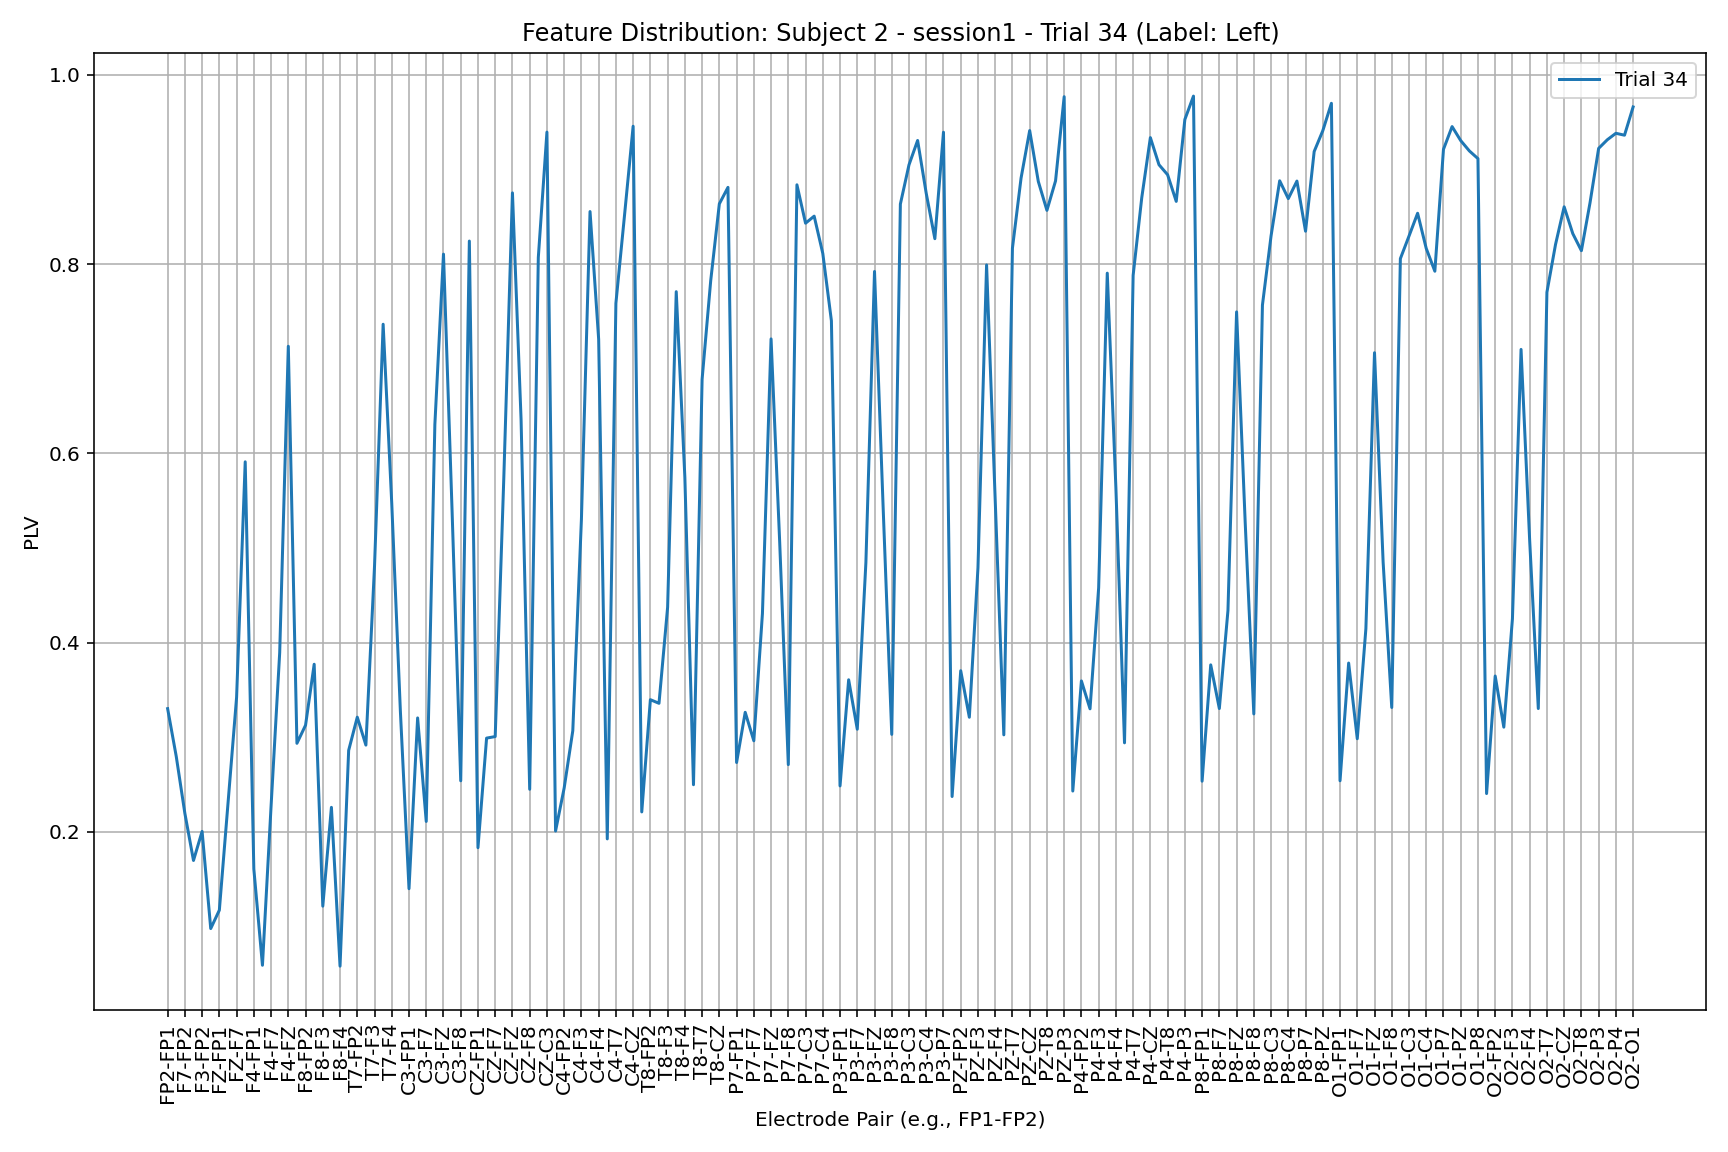 Feature Distribution: Subject 2 - session1 - Trial 34 (Label: Left)
Trial 34
PLV
1.0
0.8
0.6
0.4
0.2
FP2-FP1
F7-FP2
F3-FP2
FZ-FP1
FZ-F7
F4-FP1
F4-F7
F4-FZ
F8-FP2
F8-F3
F8-F4
T7-FP2
T7-F3
T7-F4
C3-FP1
C3-F7
C3-FZ
C3-F8
CZ-FP1
CZ-F7
CZ-FZ
CZ-F8
CZ-C3
C4-FP2
C4-F3
C4-F4
C4-T7
C4-CZ
T8-FP2
T8-F3
T8-F4
T8-T7
T8-CZ
P7-FP1
P7-F7
P7-FZ
P7-F8
P7-C3
P7-C4
P3-FP1
P3-F7
P3-FZ
P3-F8
P3-C3
P3-C4
P3-P7
PZ-FP2
PZ-F3
PZ-F4
PZ-T7
PZ-CZ
PZ-T8
PZ-P3
P4-FP2
P4-F3
P4-F4
P4-T7
P4-CZ
P4-T8
P4-P3
P8-FP1
P8-F7
P8-FZ
P8-F8
P8-C3
P8-C4
P8-P7
P8-PZ
O1-FP1
O1-F7
O1-FZ
O1-F8
O1-C3
O1-C4
O1-P7
O1-PZ
O1-P8
O2-FP2
O2-F3
O2-F4
O2-T7
O2-CZ
O2-T8
O2-P3
O2-P4
O2-O1
Electrode Pair (e.g., FP1-FP2)